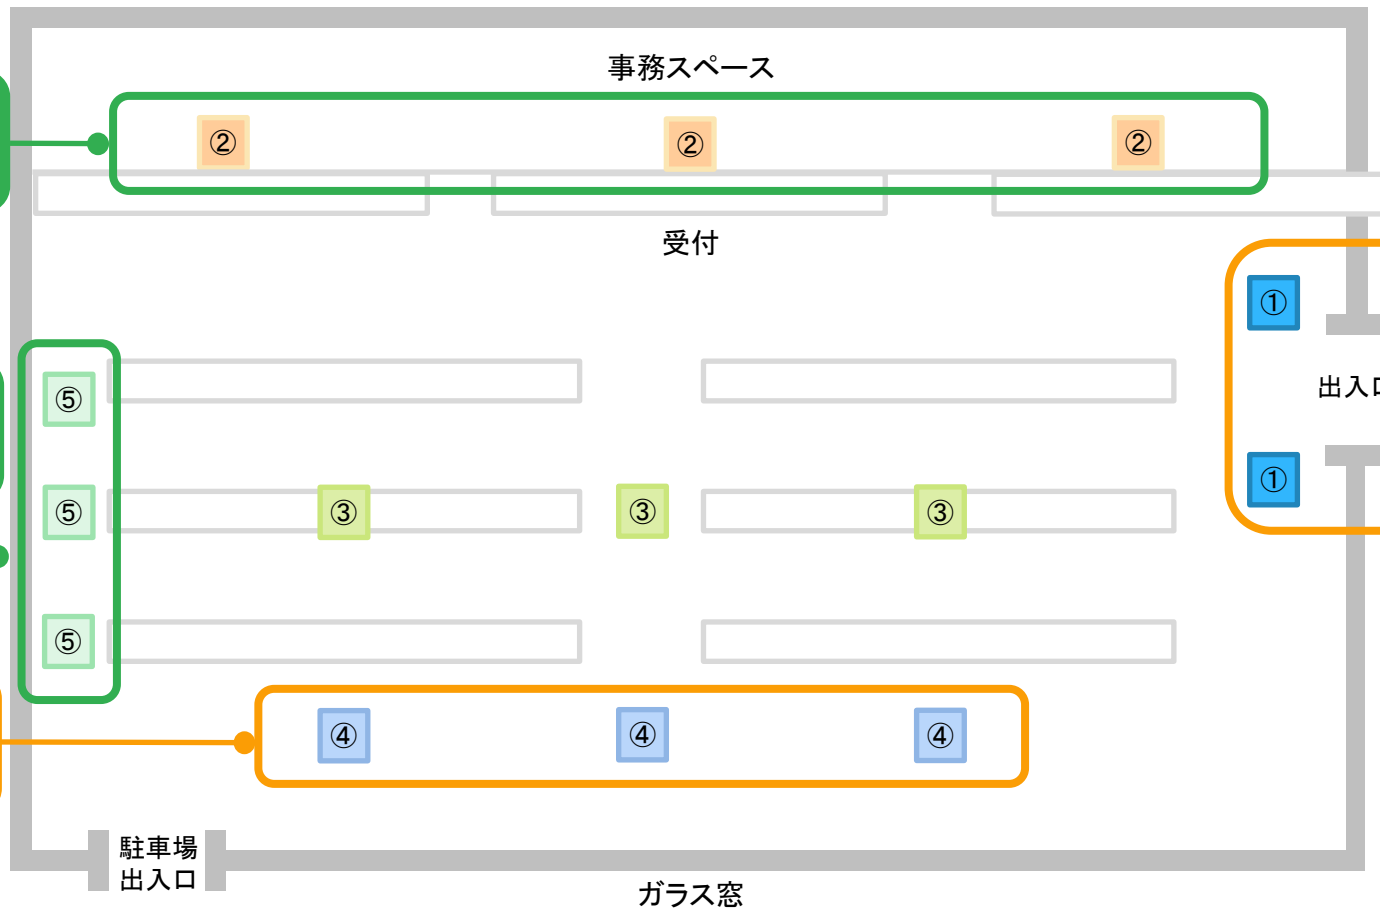 事務スペース
② ② ②
受付
①
出入口
⑤
①
⑤ ③ ③ ③
⑤
④ ④ ④
駐車場
出入口
ガラス窓